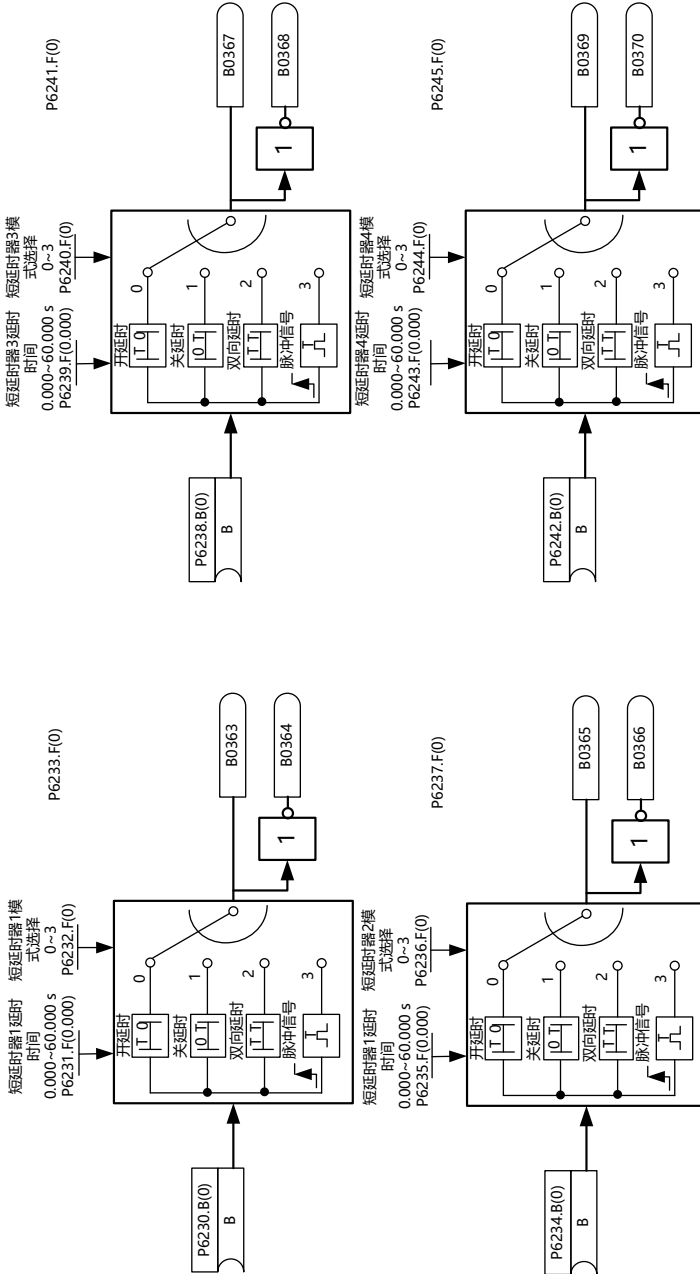 P6241.F(0)
短延时器3延时
时间
0.000~60.000 s
P6239.F(0.000)
短延时器3模
式选择
0~3
P6240.F(0)
P6238.B(0)
B
开延时
T 0
0
关延时
0 T
1
双向延时
T T
2
脉冲信号
T
3
1
B0367
B0368
P6245.F(0)
短延时器4延时
时间
0.000~60.000 s
P6243.F(0.000)
短延时器4模
式选择
0~3
P6244.F(0)
P6242.B(0)
B
开延时
T 0
0
关延时
0 T
1
双向延时
T T
2
脉冲信号
T
3
1
B0369
B0370
P6233.F(0)
短延时器1延时
时间
0.000~60.000 s
P6231.F(0.000)
短延时器1模
式选择
0~3
P6232.F(0)
P6230.B(0)
B
开延时
T 0
0
关延时
0 T
1
双向延时
T T
2
脉冲信号
T
3
1
B0363
B0364
P6237.F(0)
短延时器1延时
时间
0.000~60.000 s
P6235.F(0.000)
短延时器2模
式选择
0~3
P6236.F(0)
P6234.B(0)
B
开延时
T 0
0
关延时
0 T
1
双向延时
T T
2
脉冲信号
T
3
1
B0365
B0366